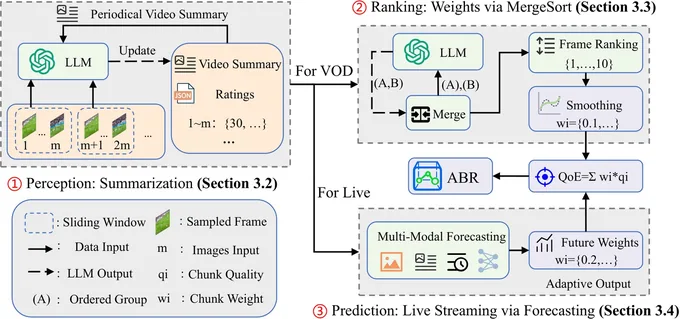 Periodical Video Summary
LLM
Update
Video Summary
JSON
Ratings
1~m: {30, …}
...
... ... ...
1 m m+1 2m
① Perception: Summarization (Section 3.2)
: Sliding Window
: Sampled Frame
: Data Input
m : Images Input
: LLM Output
qi : Chunk Quality
(A) : Ordered Group
wi : Chunk Weight
For VOD
For Live
② Ranking: Weights via MergeSort (Section 3.3)
LLM
(A,B)
(A),(B)
Merge
Frame Ranking
{1,…,10}
Smoothing
wi={0.1,…}
ABR
QoE=Σ wi*qi
Multi-Modal Forecasting
Future Weights
wi={0.2,…}
Adaptive Output
③ Prediction: Live Streaming via Forecasting (Section 3.4)